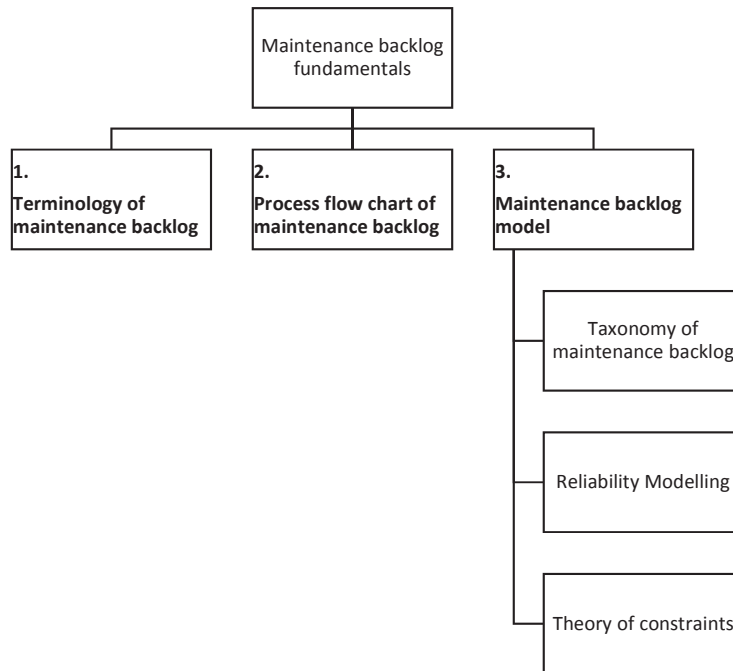 Maintenance backlog
fundamentals
1.
Terminology of
maintenance backlog
2.
Process flow chart of
maintenance backlog
3.
Maintenance backlog
model
Taxonomy of
maintenance backlog
Reliability Modelling
Theory of constraints